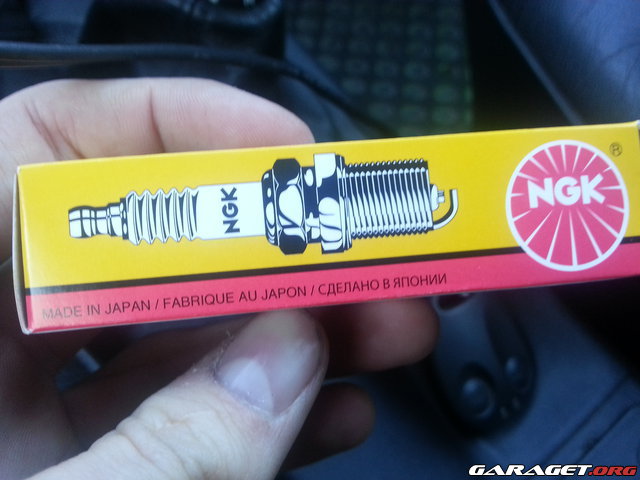 NGK
NGK ®
MADE IN JAPAN / FABRIQUE AU JAPON / СДЕЛАНО В ЯПОНИИ
GARAGET.ORG